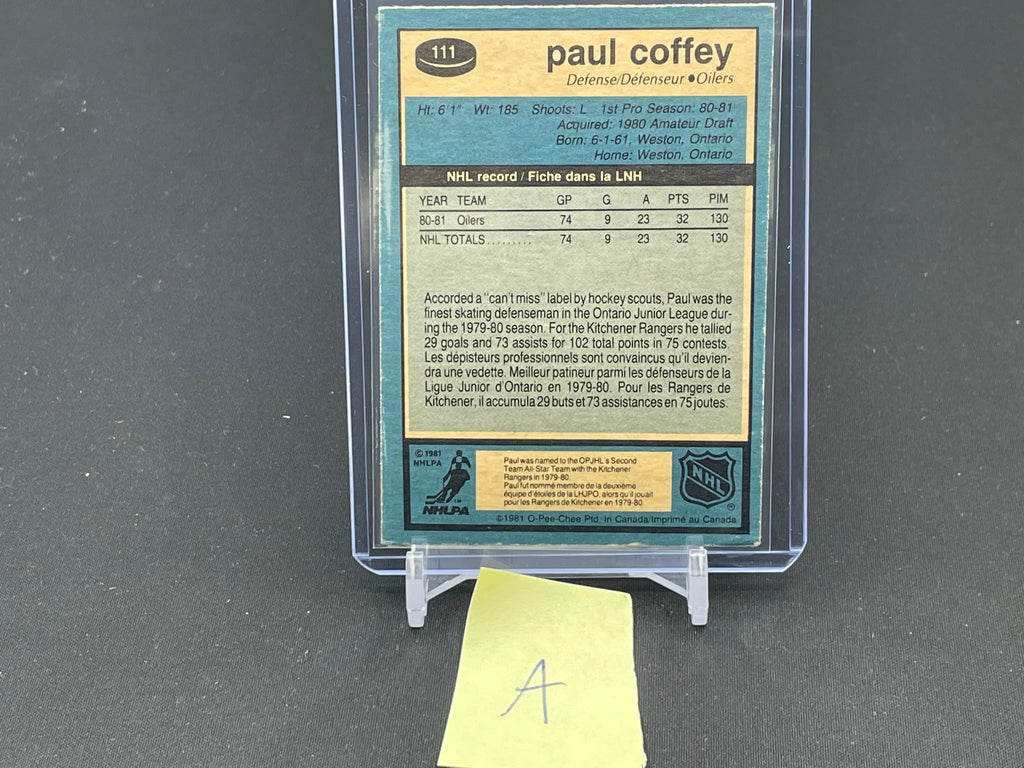 111
paul coffey
Defense/Défenseur ● Oilers
Ht: 6'1" Wt: 185 Shoots: L 1st Pro Season: 80-81
Acquired: 1980 Amateur Draft
Born: 6-1-61, Weston, Ontario
Home: Weston, Ontario
NHL record / Fiche dans la LNH
YEAR TEAM GP G A PTS PIM
80-81 Oilers 74 9 23 32 130
NHL TOTALS......... 74 9 23 32 130
Accorded a "can't miss" label by hockey scouts, Paul was the
finest skating defenseman in the Ontario Junior League dur-
ing the 1979-80 season. For the Kitchener Rangers he tallied
29 goals and 73 assists for 102 total points in 75 contests.
Les dépisteurs professionnels sont convaincus qu'il devien-
dra une vedette. Meilleur patineur parmi les défenseurs de la
Ligue Junior d'Ontario en 1979-80. Pour les Rangers de
Kitchener, il accumula 29 buts et 73 assistances en 75 joutes.
© 1981
NHLPA
NHLPA
Paul was named to the OPJHL's Second
Team All-Star Team with the Kitchener
Rangers in 1979-80.
Paul fut nommé membre de la deuxième
équipe d'étoiles de la LHJPO, alors qu'il jouait
pour les Rangers de Kitchener en 1979-80.
NHL
©1981 O-Pee-Chee Ptd. in Canada/Imprimé au Canada
A